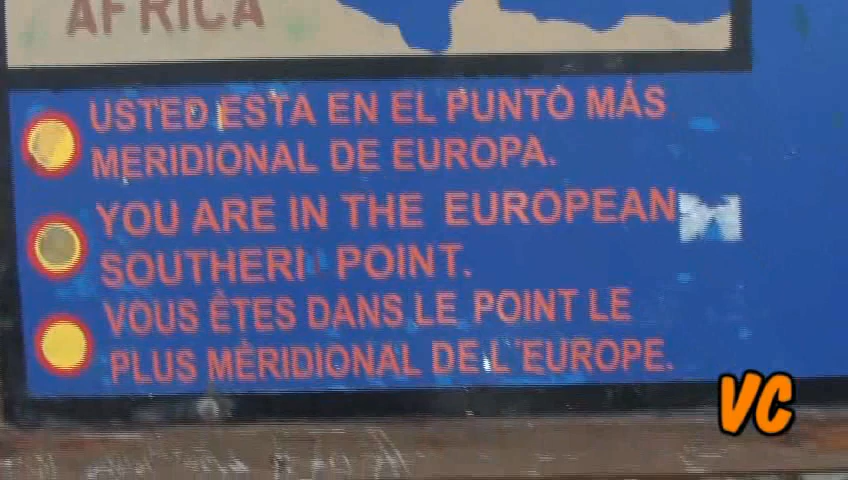 AFRICA
USTED ESTA EN EL PUNTO MÁS
MERIDIONAL DE EUROPA.
YOU ARE IN THE EUROPEAN
SOUTHERI POINT.
VOUS ÊTES DANS LE POINT LE
PLUS MÉRIDIONAL DE L'EUROPE.
VC